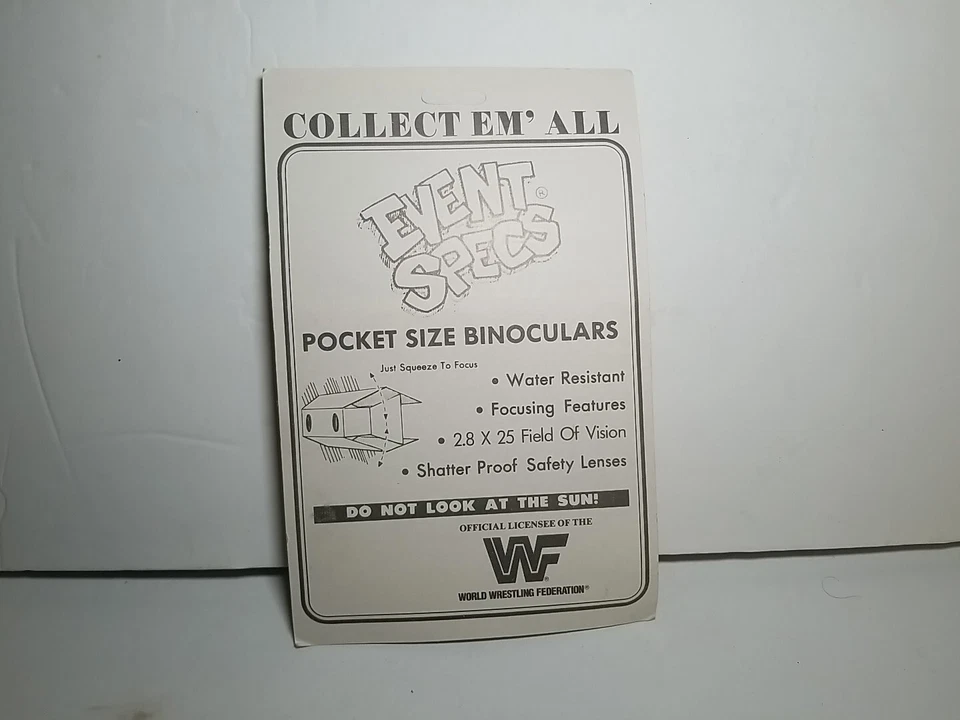 COLLECT EM' ALL
EVENT
SPECS®
POCKET SIZE BINOCULARS
Just Squeeze To Focus
• Water Resistant
• Focusing Features
• 2.8 X 25 Field Of Vision
• Shatter Proof Safety Lenses
DO NOT LOOK AT THE SUN!
OFFICIAL LICENSEE OF THE
WF®
WORLD WRESTLING FEDERATION®